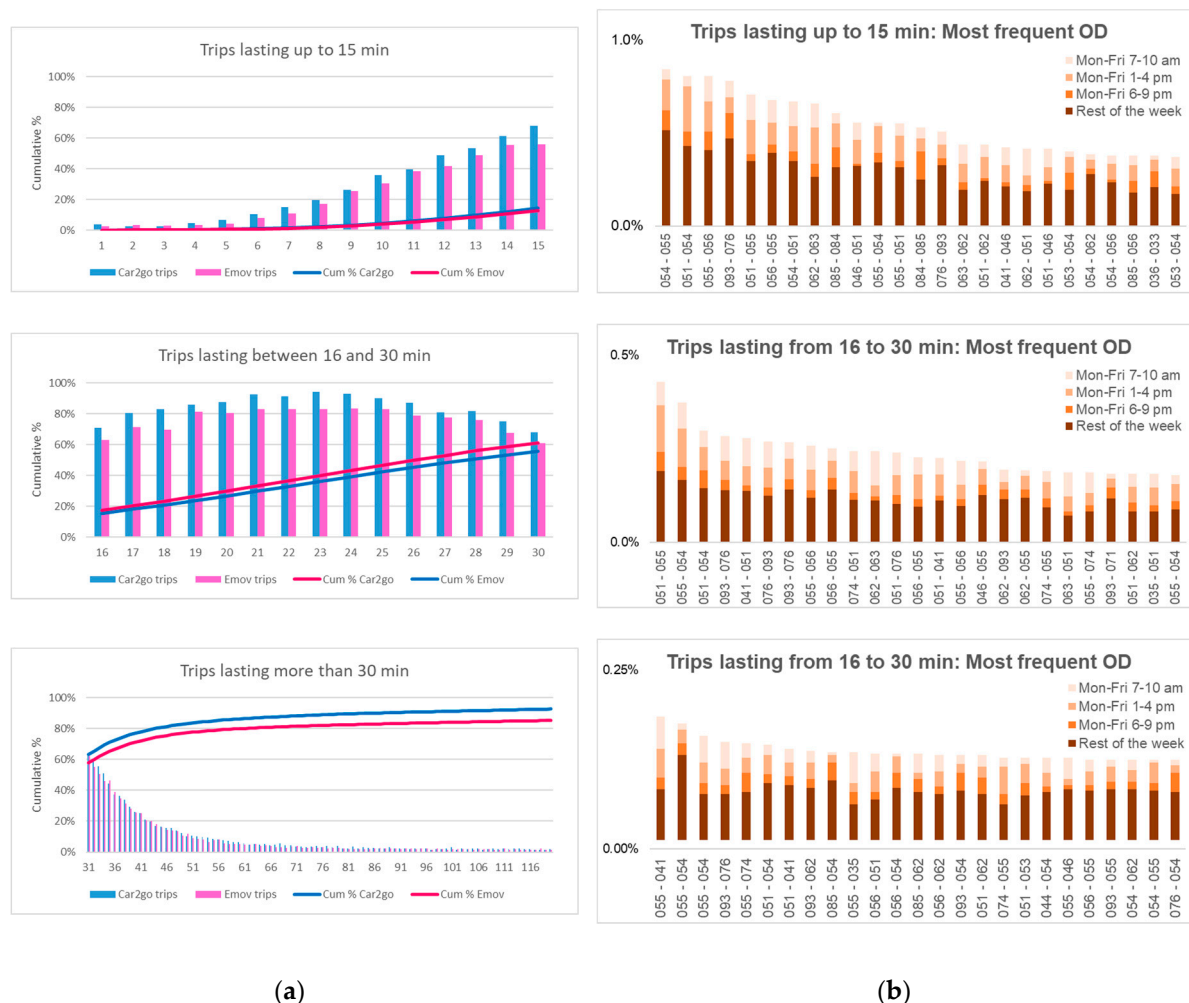 Trips lasting up to 15 min
Cumulative %
100%
80%
60%
40%
20%
0%
1 2 3 4 5 6 7 8 9 10 11 12 13 14 15
Car2go trips Emov trips Cum % Car2go Cum % Emov
Trips lasting between 16 and 30 min
Cumulative %
100%
80%
60%
40%
20%
0%
16 17 18 19 20 21 22 23 24 25 26 27 28 29 30
Car2go trips Emov trips Cum % Car2go Cum % Emov
Trips lasting more than 30 min
Cumulative %
100%
80%
60%
40%
20%
0%
31 36 41 46 51 56 61 66 71 76 81 86 91 96 101 106 111 116
Car2go trips Emov trips Cum % Car2go Cum % Emov
(a)
Trips lasting up to 15 min: Most frequent OD
1.0%
Mon-Fri 7-10 am
Mon-Fri 1-4 pm
Mon-Fri 6-9 pm
Rest of the week
0.0%
054 - 055
051 - 054
055 - 056
093 - 076
051 - 055
056 - 055
054 - 051
062 - 063
085 - 084
046 - 051
055 - 054
055 - 051
084 - 085
076 - 093
063 - 062
051 - 062
041 - 046
062 - 051
051 - 046
053 - 054
054 - 062
054 - 056
085 - 056
036 - 033
053 - 054
Trips lasting from 16 to 30 min: Most frequent OD
0.5%
Mon-Fri 7-10 am
Mon-Fri 1-4 pm
Mon-Fri 6-9 pm
Rest of the week
0.0%
051 - 055
055 - 054
051 - 054
093 - 076
041 - 051
076 - 093
093 - 076
055 - 056
056 - 055
074 - 051
062 - 063
051 - 076
056 - 055
051 - 041
055 - 056
046 - 055
062 - 093
062 - 055
074 - 055
063 - 051
055 - 074
093 - 071
051 - 062
035 - 051
055 - 054
Trips lasting from 16 to 30 min: Most frequent OD
0.25%
Mon-Fri 7-10 am
Mon-Fri 1-4 pm
Mon-Fri 6-9 pm
Rest of the week
0.00%
055 - 041
055 - 054
055 - 054
093 - 076
055 - 074
051 - 054
051 - 041
093 - 062
085 - 054
055 - 035
056 - 051
056 - 054
085 - 062
056 - 062
093 - 054
051 - 062
074 - 055
051 - 053
044 - 054
055 - 046
055 - 056
093 - 055
054 - 062
054 - 055
076 - 054
(b)